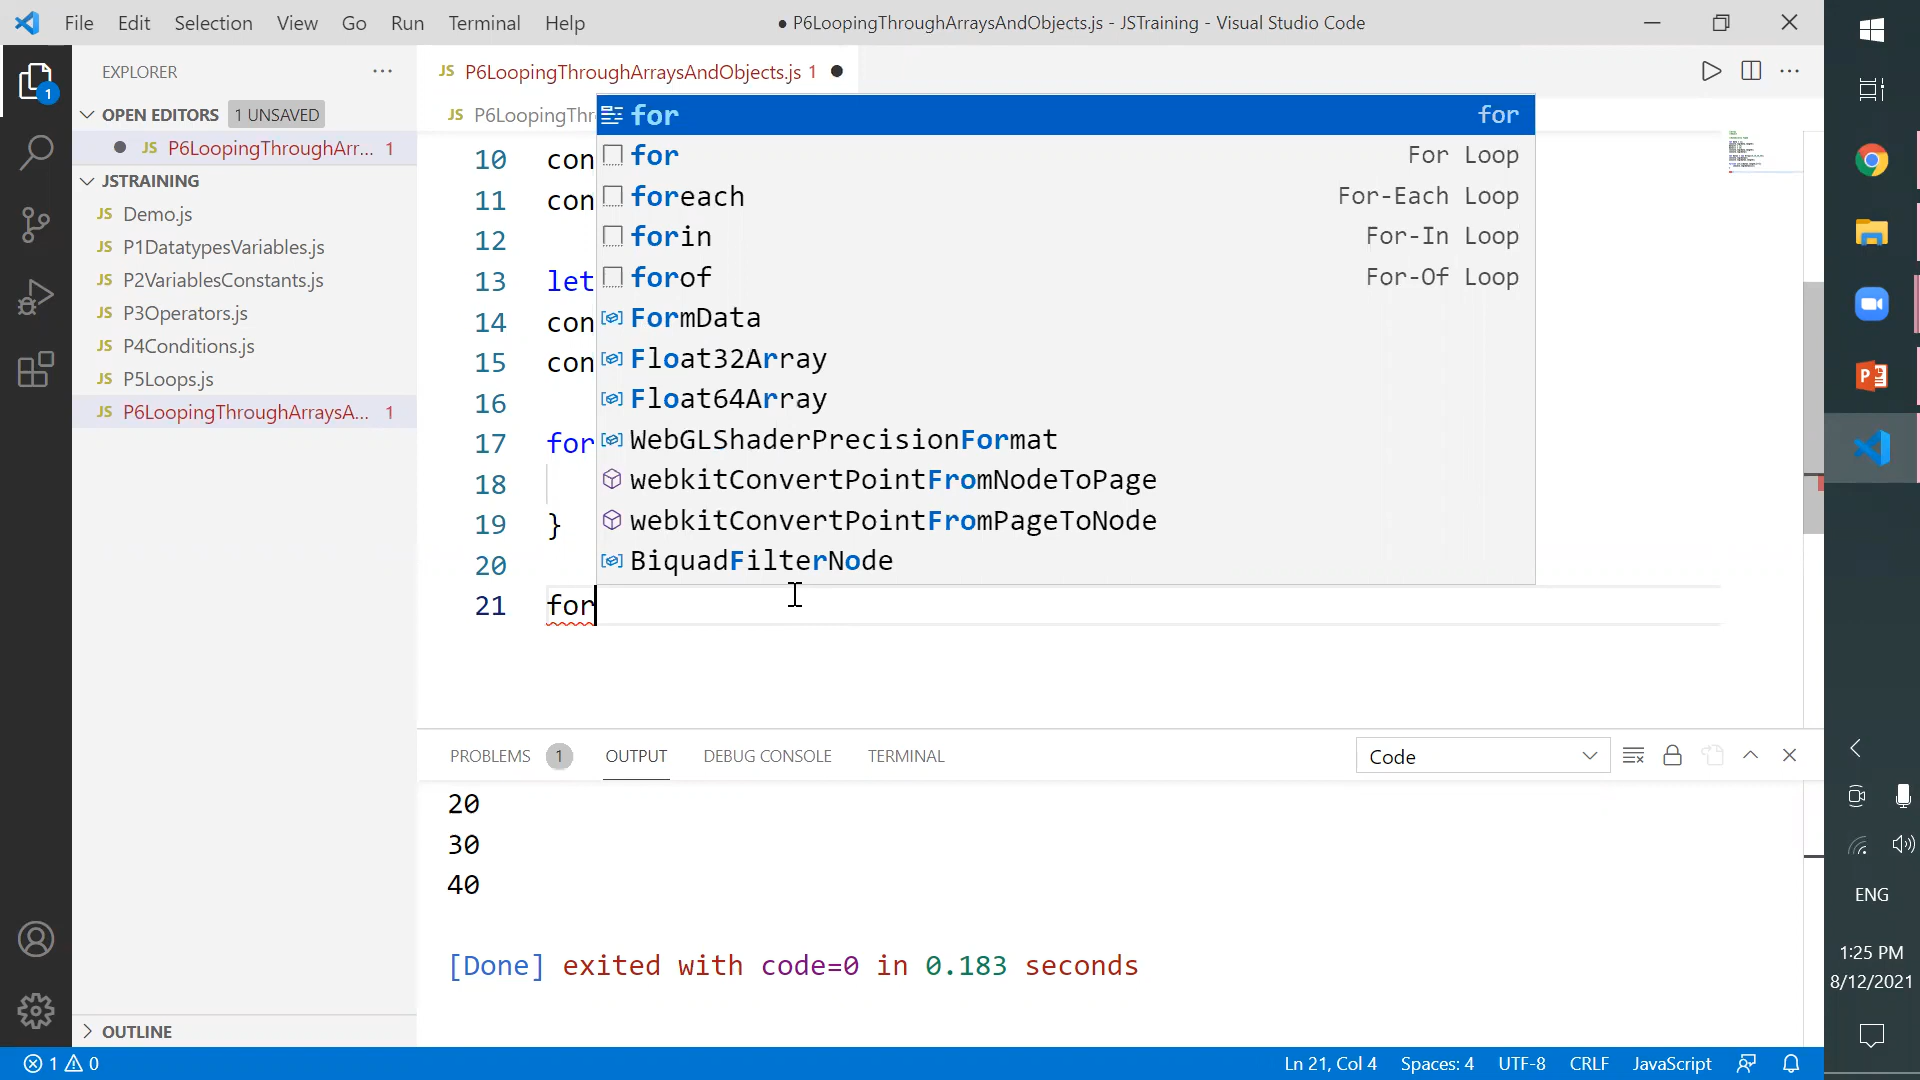 File Edit Selection View Go Run Terminal Help
● P6LoopingThroughArraysAndObjects.js - JSTraining - Visual Studio Code
EXPLORER ...
JS P6LoopingThroughArraysAndObjects.js 1 ●
1
OPEN EDITORS 1 UNSAVED
● JS P6LoopingThroughArr... 1
JSTRAINING
JS Demo.js
JS P1DatatypesVariables.js
JS P2VariablesConstants.js
JS P3Operators.js
JS P4Conditions.js
JS P5Loops.js
JS P6LoopingThroughArraysA... 1
OUTLINE
JS P6LoopingThr
10 con
11 con
12
13 let
14 con
15 con
16
17 for
18
19 }
20
21 for
for for
for For Loop
foreach For-Each Loop
forin For-In Loop
forof For-Of Loop
FormData
Float32Array
Float64Array
WebGLShaderPrecisionFormat
webkitConvertPointFromNodeToPage
webkitConvertPointFromPageToNode
BiquadFilterNode
PROBLEMS 1 OUTPUT DEBUG CONSOLE TERMINAL
Code
20
30
40
[Done] exited with code=0 in 0.183 seconds
1 0
Ln 21, Col 4 Spaces: 4 UTF-8 CRLF JavaScript
ENG
1:25 PM
8/12/2021